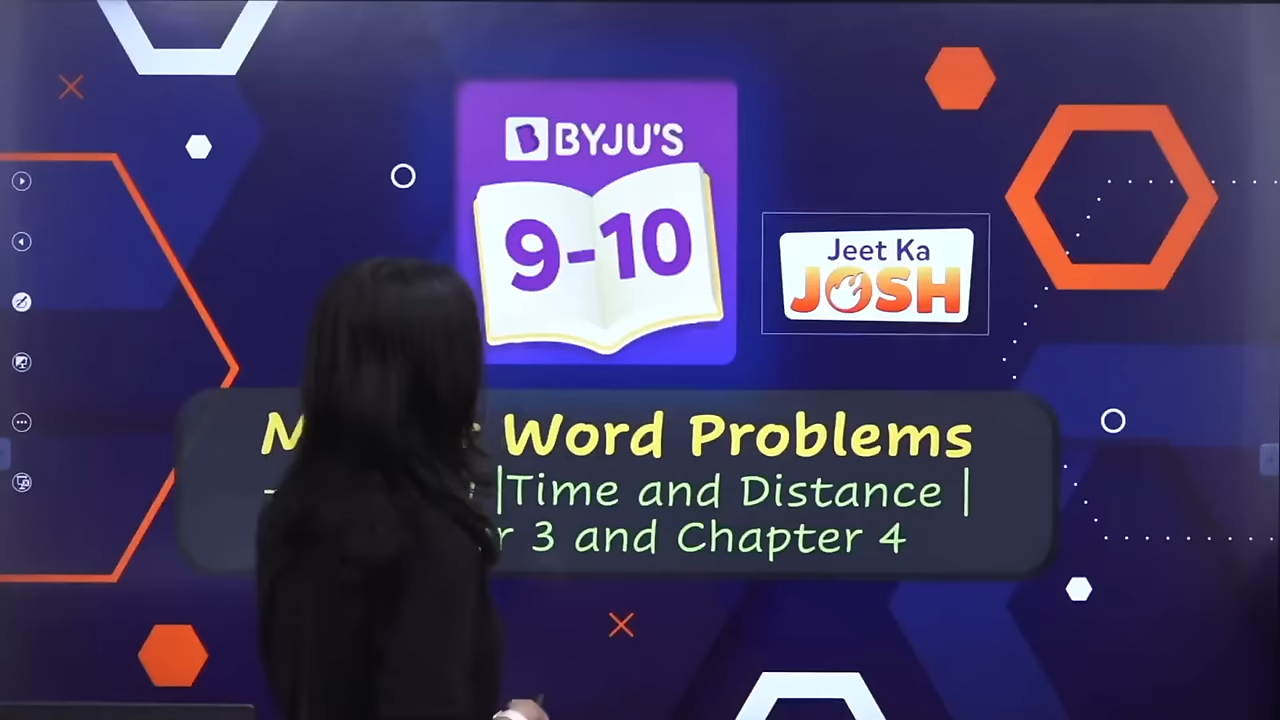 BYJU'S
9-10
Jeet Ka
JOSH
Word Problems
|Time and Distance |
3 and Chapter 4